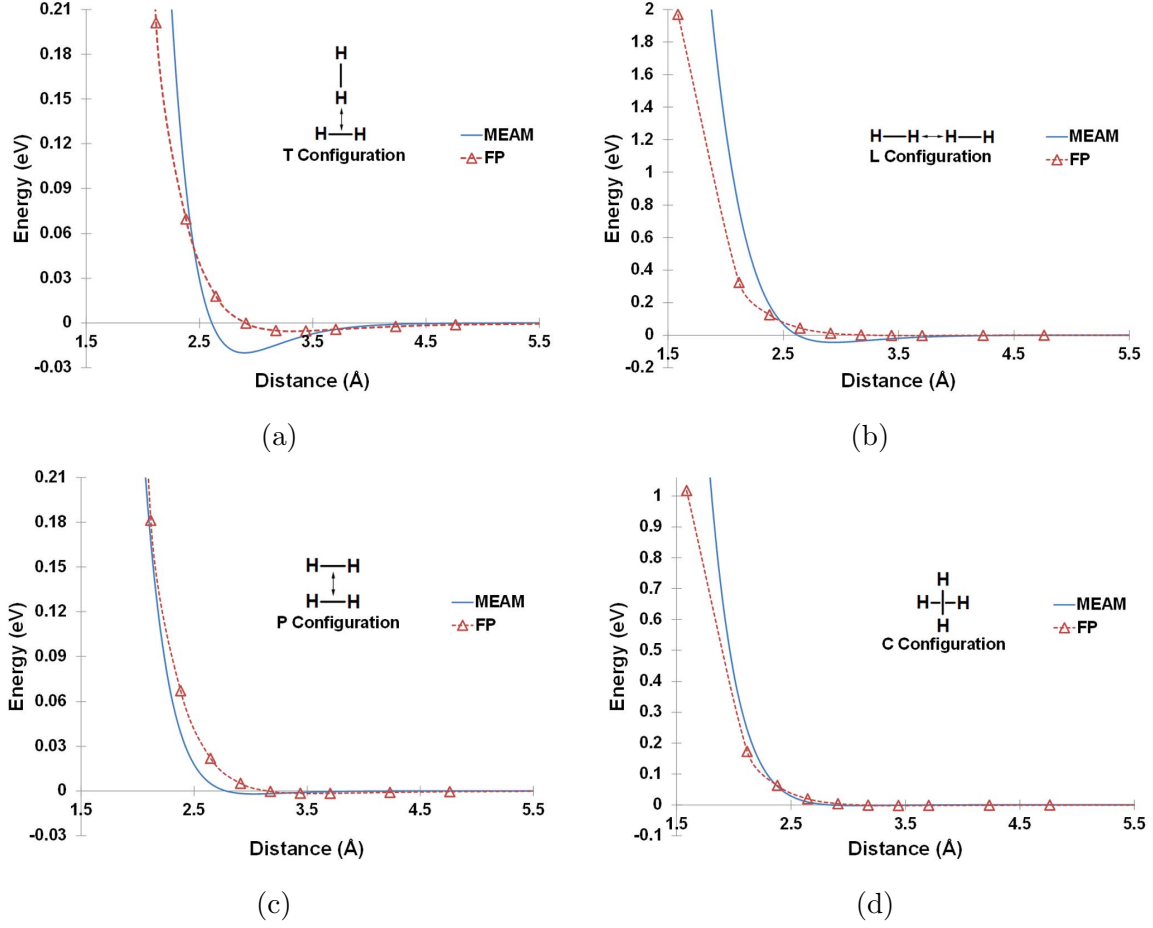 0.21
0.18
0.15
0.12
0.09
0.06
0.03
0
-0.03
1.5 2.5 3.5 4.5 5.5
Energy (eV)
Distance (Å)
H
H
H H
T Configuration
MEAM
FP
(a)
2
1.8
1.6
1.4
1.2
1
0.8
0.6
0.4
0.2
0
-0.2
1.5 2.5 3.5 4.5 5.5
Energy (eV)
Distance (Å)
H H H H
L Configuration
MEAM
FP
(b)
0.21
0.18
0.15
0.12
0.09
0.06
0.03
0
-0.03
1.5 2.5 3.5 4.5 5.5
Energy (eV)
Distance (Å)
H H
H H
P Configuration
MEAM
FP
(c)
1
0.9
0.8
0.7
0.6
0.5
0.4
0.3
0.2
0.1
0
-0.1
1.5 2.5 3.5 4.5 5.5
Energy (eV)
Distance (Å)
H
H H
H
C Configuration
MEAM
FP
(d)